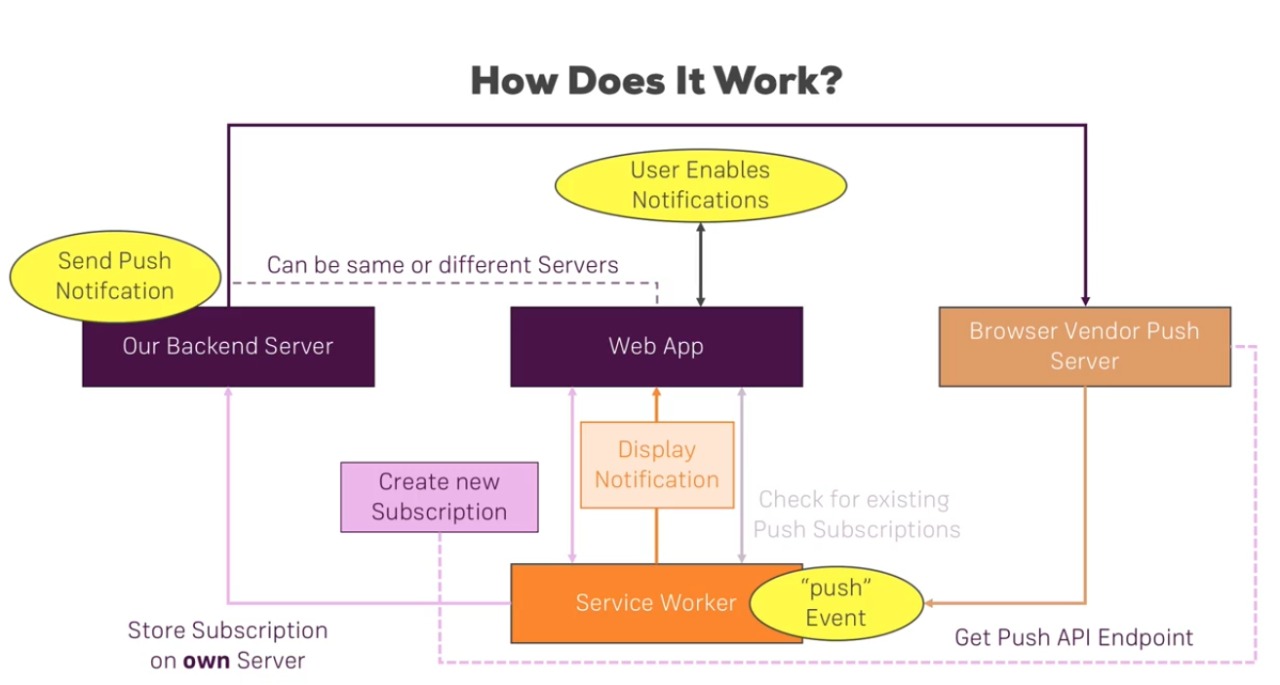 How Does It Work?
User Enables
Notifications
Send Push
Notifcation
Can be same or different Servers
Our Backend Server
Web App
Browser Vendor Push
Server
Display
Notification
Create new
Subscription
Check for existing
Push Subscriptions
Service Worker
“push”
Event
Store Subscription
on own Server
Get Push API Endpoint